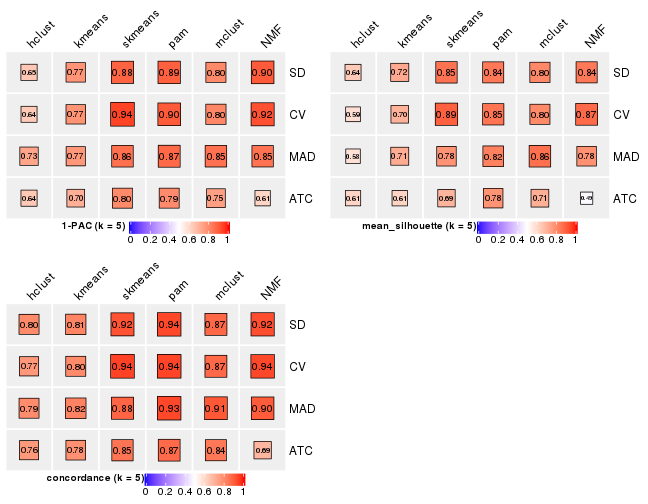 hclust kmeans skmeans pam mclust NMF
0.65 0.77 0.88 0.89 0.80 0.90 SD
0.64 0.77 0.94 0.90 0.80 0.92 CV
0.73 0.77 0.86 0.87 0.85 0.85 MAD
0.64 0.70 0.80 0.79 0.75 0.61 ATC
1-PAC (k = 5)
0 0.2 0.4 0.6 0.8 1
hclust kmeans skmeans pam mclust NMF
0.64 0.72 0.85 0.84 0.80 0.84 SD
0.59 0.70 0.89 0.85 0.80 0.87 CV
0.58 0.71 0.78 0.82 0.86 0.78 MAD
0.61 0.61 0.69 0.78 0.71 0.49 ATC
mean_silhouette (k = 5)
0 0.2 0.4 0.6 0.8 1
hclust kmeans skmeans pam mclust NMF
0.80 0.81 0.92 0.94 0.87 0.92 SD
0.77 0.80 0.94 0.94 0.87 0.94 CV
0.79 0.82 0.88 0.93 0.91 0.90 MAD
0.76 0.78 0.85 0.87 0.84 0.69 ATC
concordance (k = 5)
0 0.2 0.4 0.6 0.8 1